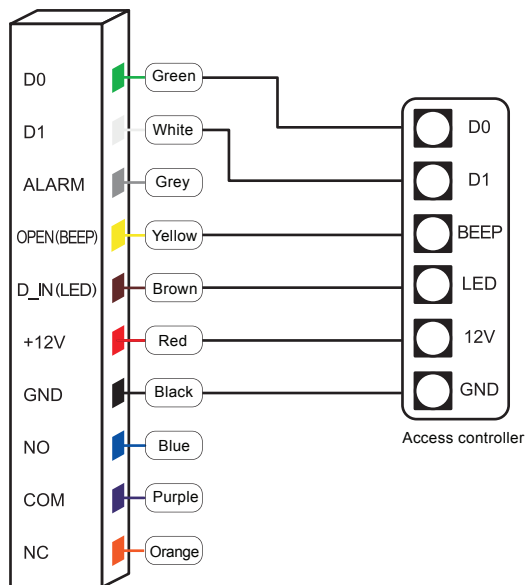 D0 Green
D1 White
ALARM Grey
OPEN(BEEP) Yellow
D_IN(LED) Brown
+12V Red
GND Black
NO Blue
COM Purple
NC Orange
D0
D1
BEEP
LED
12V
GND
Access controller